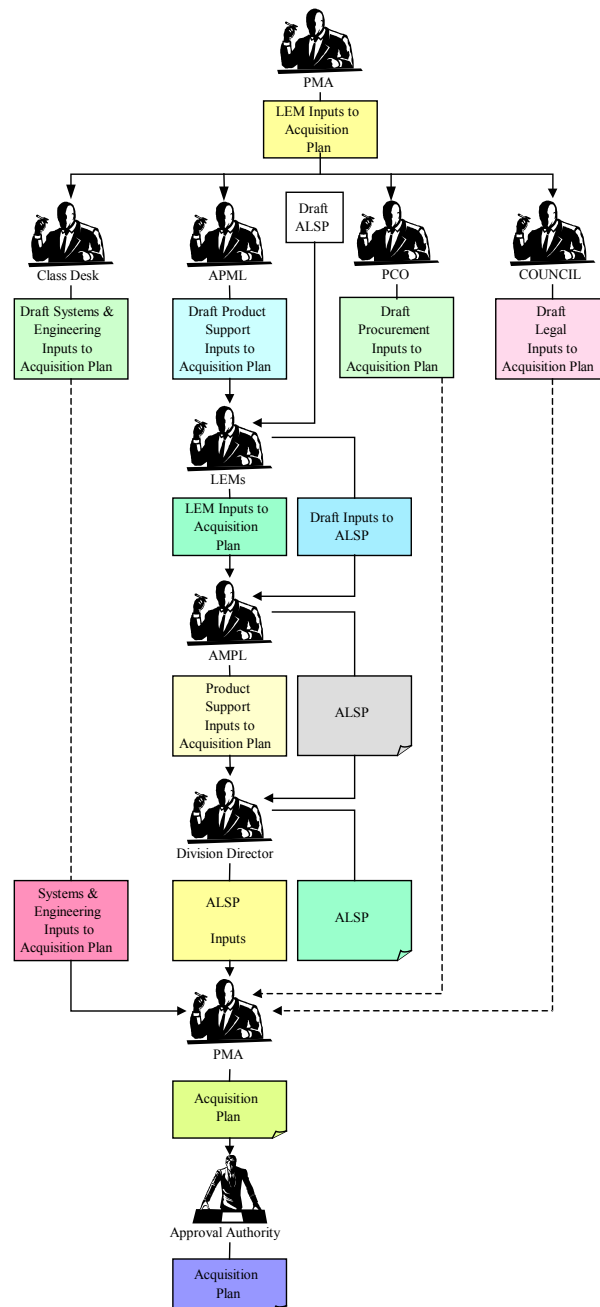 PMA
LEM Inputs to
Acquisition
Plan
Draft
ALSP
Class Desk
APML
PCO
COUNCIL
Draft Systems &
Engineering
Inputs to
Acquisition Plan
Draft Product
Support
Inputs to
Acquisition Plan
Draft
Procurement
Inputs to
Acquisition Plan
Draft
Legal
Inputs to
Acquisition Plan
LEMs
LEM Inputs to
Acquisition
Plan
Draft Inputs to
ALSP
AMPL
Product
Support
Inputs to
Acquisition Plan
ALSP
Division Director
Systems &
Engineering
Inputs to
Acquisition Plan
ALSP
Inputs
ALSP
PMA
Acquisition
Plan
Approval Authority
Acquisition
Plan